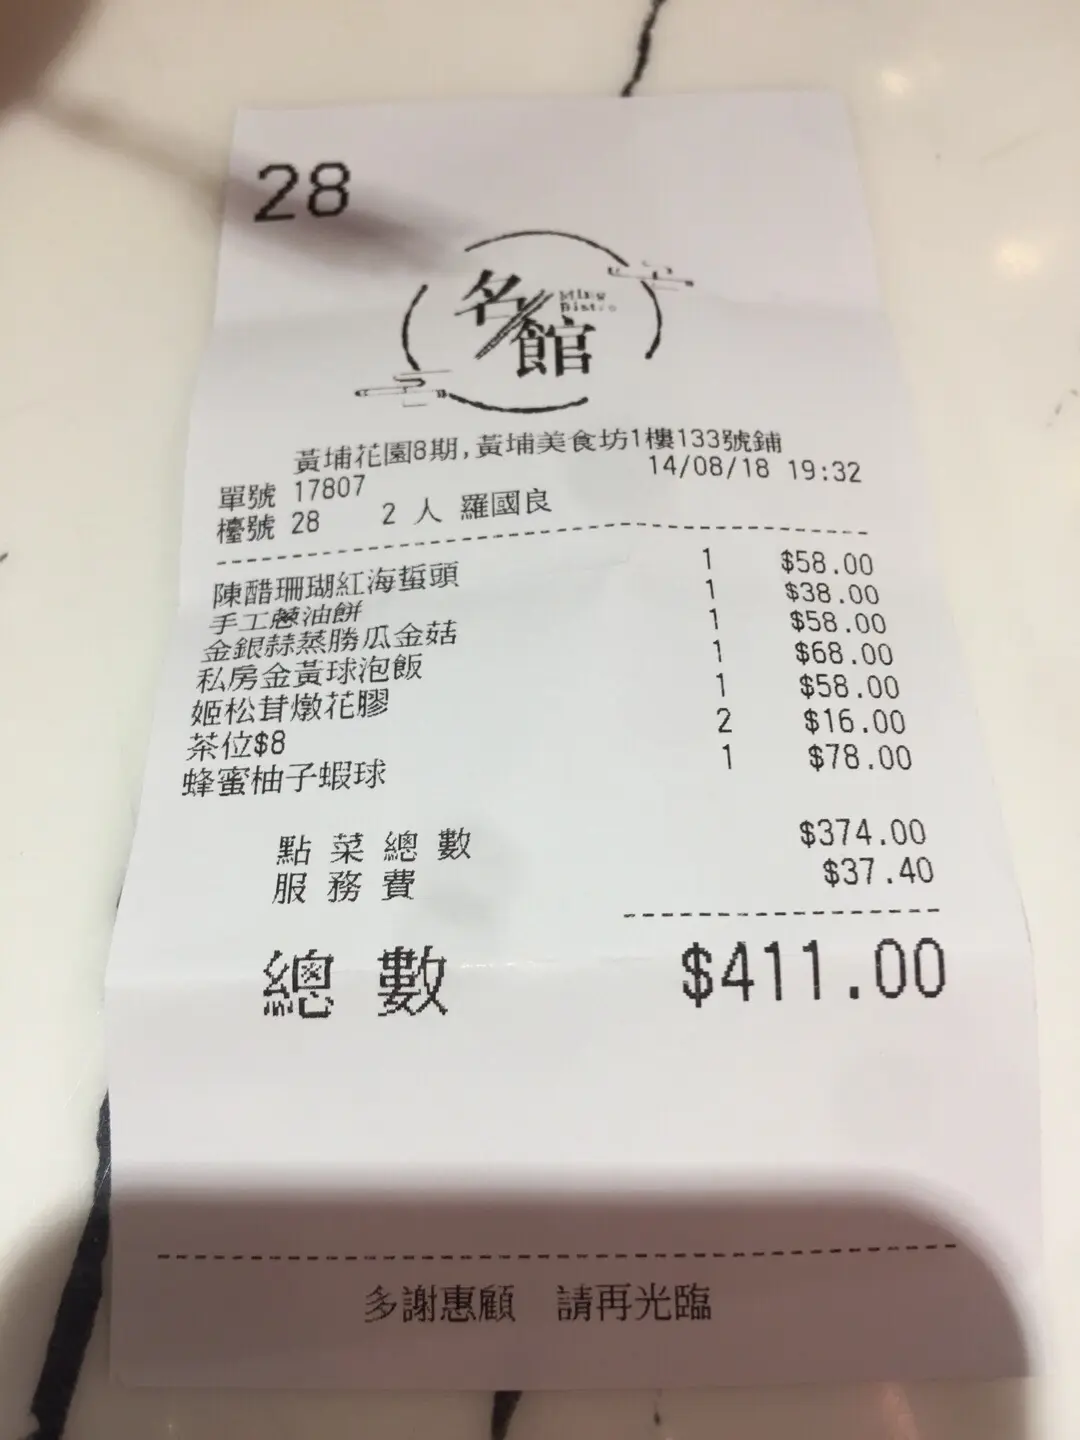 28
名館
Ming
Bistro
黃埔花園8期,黃埔美食坊1樓133號鋪
單號 17807 14/08/18 19:32
檯號 28 2 人 羅國良
陳醋珊瑚紅海蜇頭 1 $58.00
手工蔥油餅 1 $38.00
金銀蒜蒸勝瓜金菇 1 $58.00
私房金黃球泡飯 1 $68.00
姬松茸燉花膠 1 $58.00
茶位$8 2 $16.00
蜂蜜柚子蝦球 1 $78.00
點菜總數 $374.00
服務費 $37.40
總數 $411.00
多謝惠顧 請再光臨